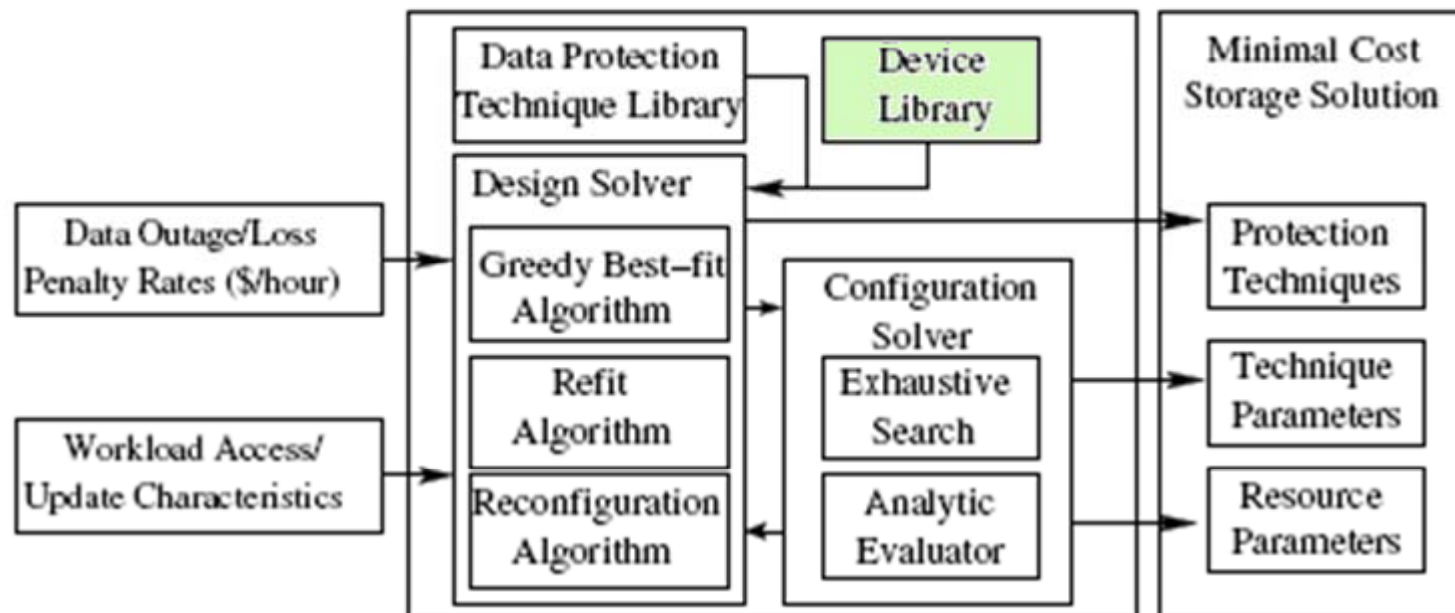 Data Protection
Technique Library
Device
Library
Minimal Cost
Storage Solution
Design Solver
Data Outage/Loss
Penalty Rates ($/hour)
Greedy Best–fit
Algorithm
Configuration
Solver
Protection
Techniques
Refit
Algorithm
Exhaustive
Search
Technique
Parameters
Workload Access/
Update Characteristics
Reconfiguration
Algorithm
Analytic
Evaluator
Resource
Parameters